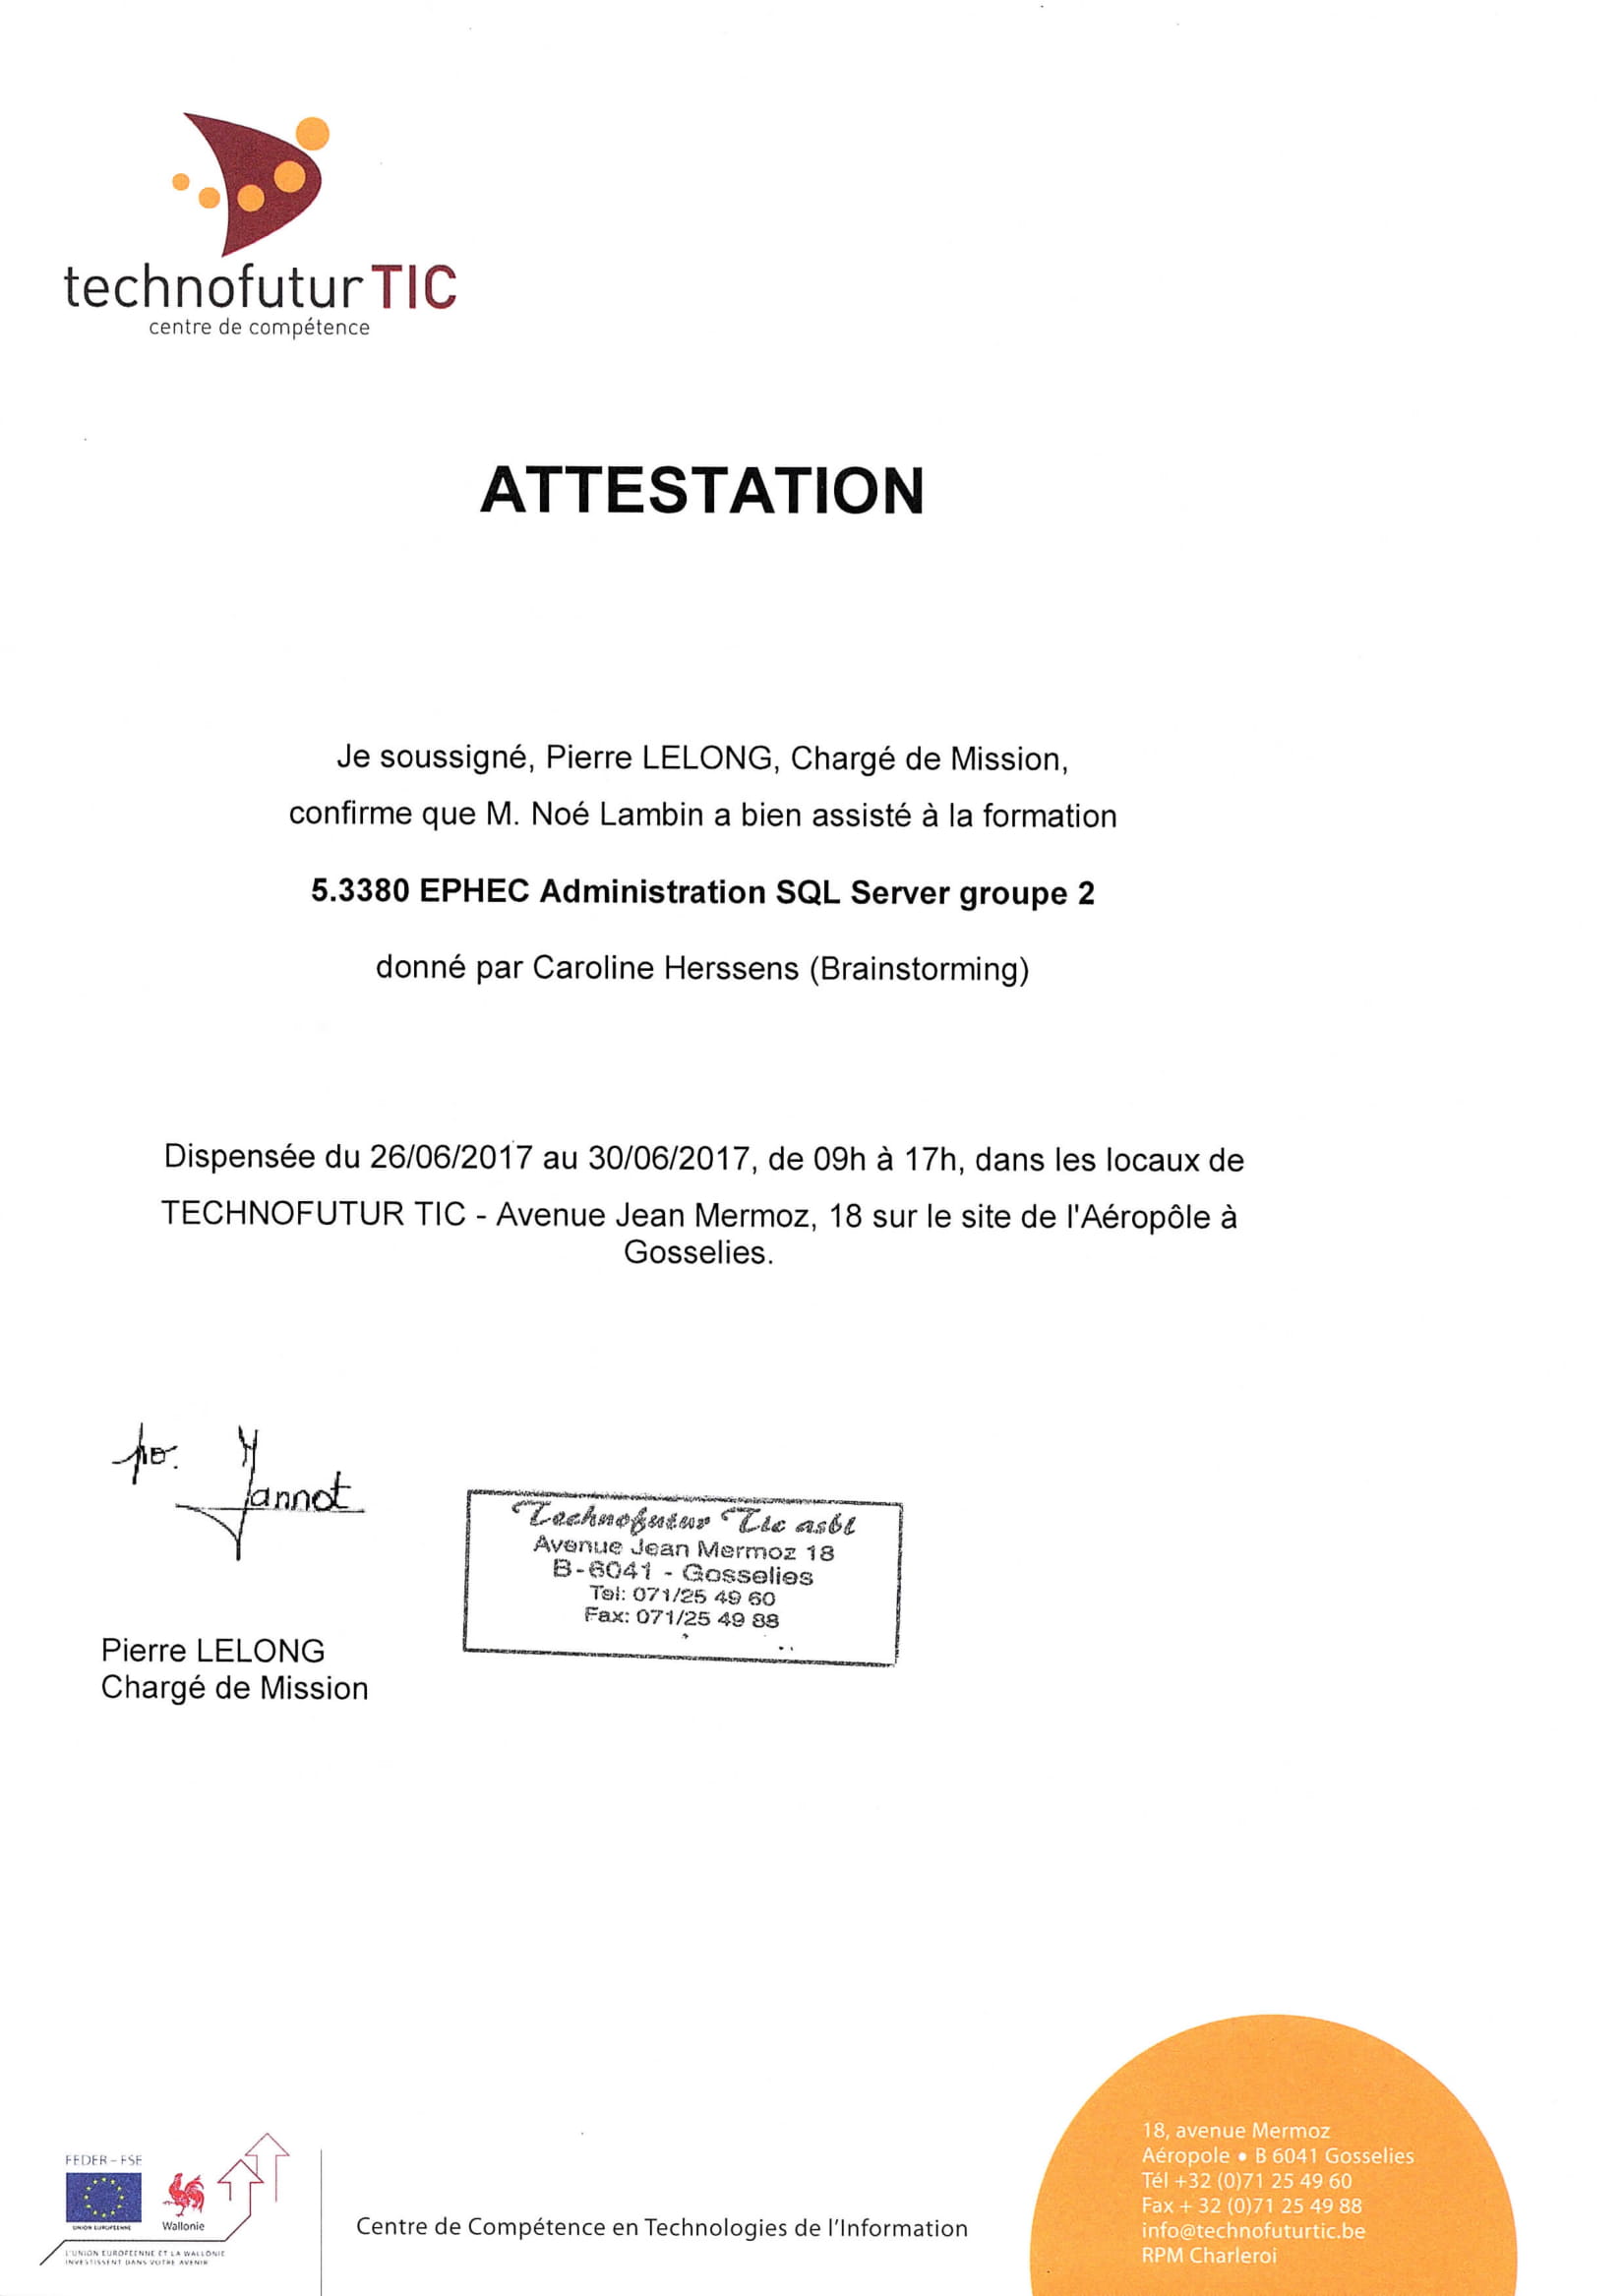 technofutur TIC
centre de compétence
ATTESTATION
Je soussigné, Pierre LELONG, Chargé de Mission,
confirme que M. Noé Lambin a bien assisté à la formation
5.3380 EPHEC Administration SQL Server groupe 2
donné par Caroline Herssens (Brainstorming)
Dispensée du 26/06/2017 au 30/06/2017, de 09h à 17h, dans les locaux de
TECHNOFUTUR TIC - Avenue Jean Mermoz, 18 sur le site de l'Aéropôle à
Gosselies.
po. Yannot
Technofutur Tic asbl
Avenue Jean Mermoz 18
B-6041 - Gosselies
Tel: 071/25 49 60
Fax: 071/25 49 88
Pierre LELONG
Chargé de Mission
FEDER – FSE
UNION EUROPEENNE
Wallonie
L'UNION EUROPÉENNE ET LA WALLONIE
INVESTISSENT DANS VOTRE AVENIR
Centre de Compétence en Technologies de l'Information
18, avenue Mermoz
Aéropole • B 6041 Gosselies
Tél +32 (0)71 25 49 60
Fax + 32 (0)71 25 49 88
info@technofuturtic.be
RPM Charleroi